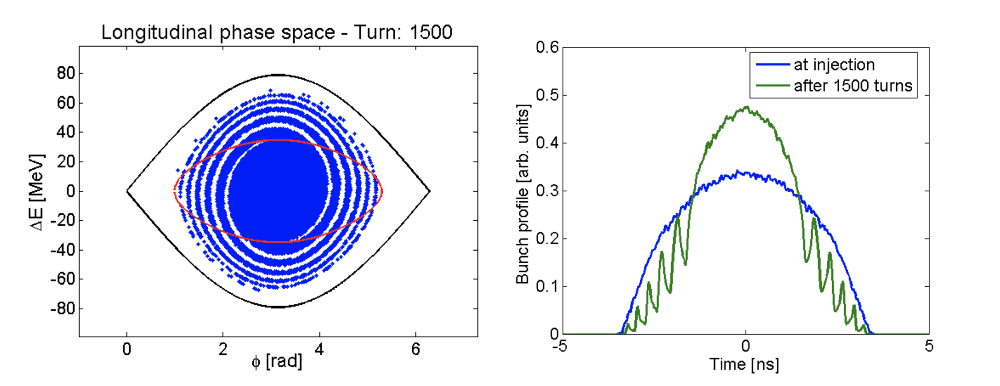 Longitudinal phase space - Turn: 1500
80
60
40
20
0
-20
-40
-60
-80
ΔE [MeV]
0 2 4 6
ϕ [rad]
0.6
0.5
0.4
0.3
0.2
0.1
0
Bunch profile [arb. units]
at injection
after 1500 turns
-5 0 5
Time [ns]